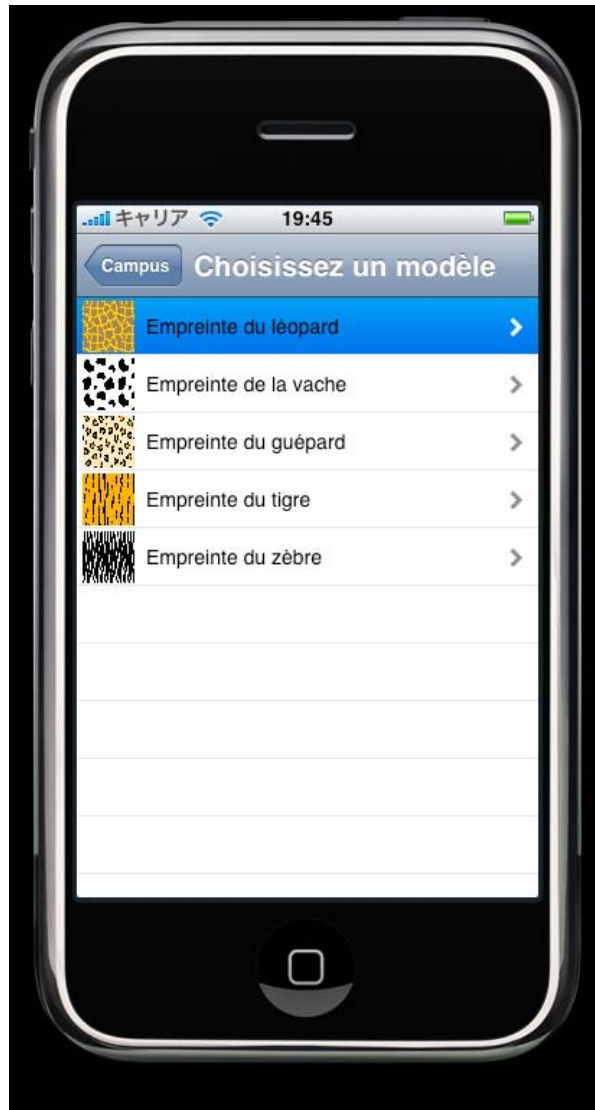 キャリア 19:45
Campus Choisissez un modèle
Empreinte du léopard
Empreinte de la vache
Empreinte du guépard
Empreinte du tigre
Empreinte du zèbre